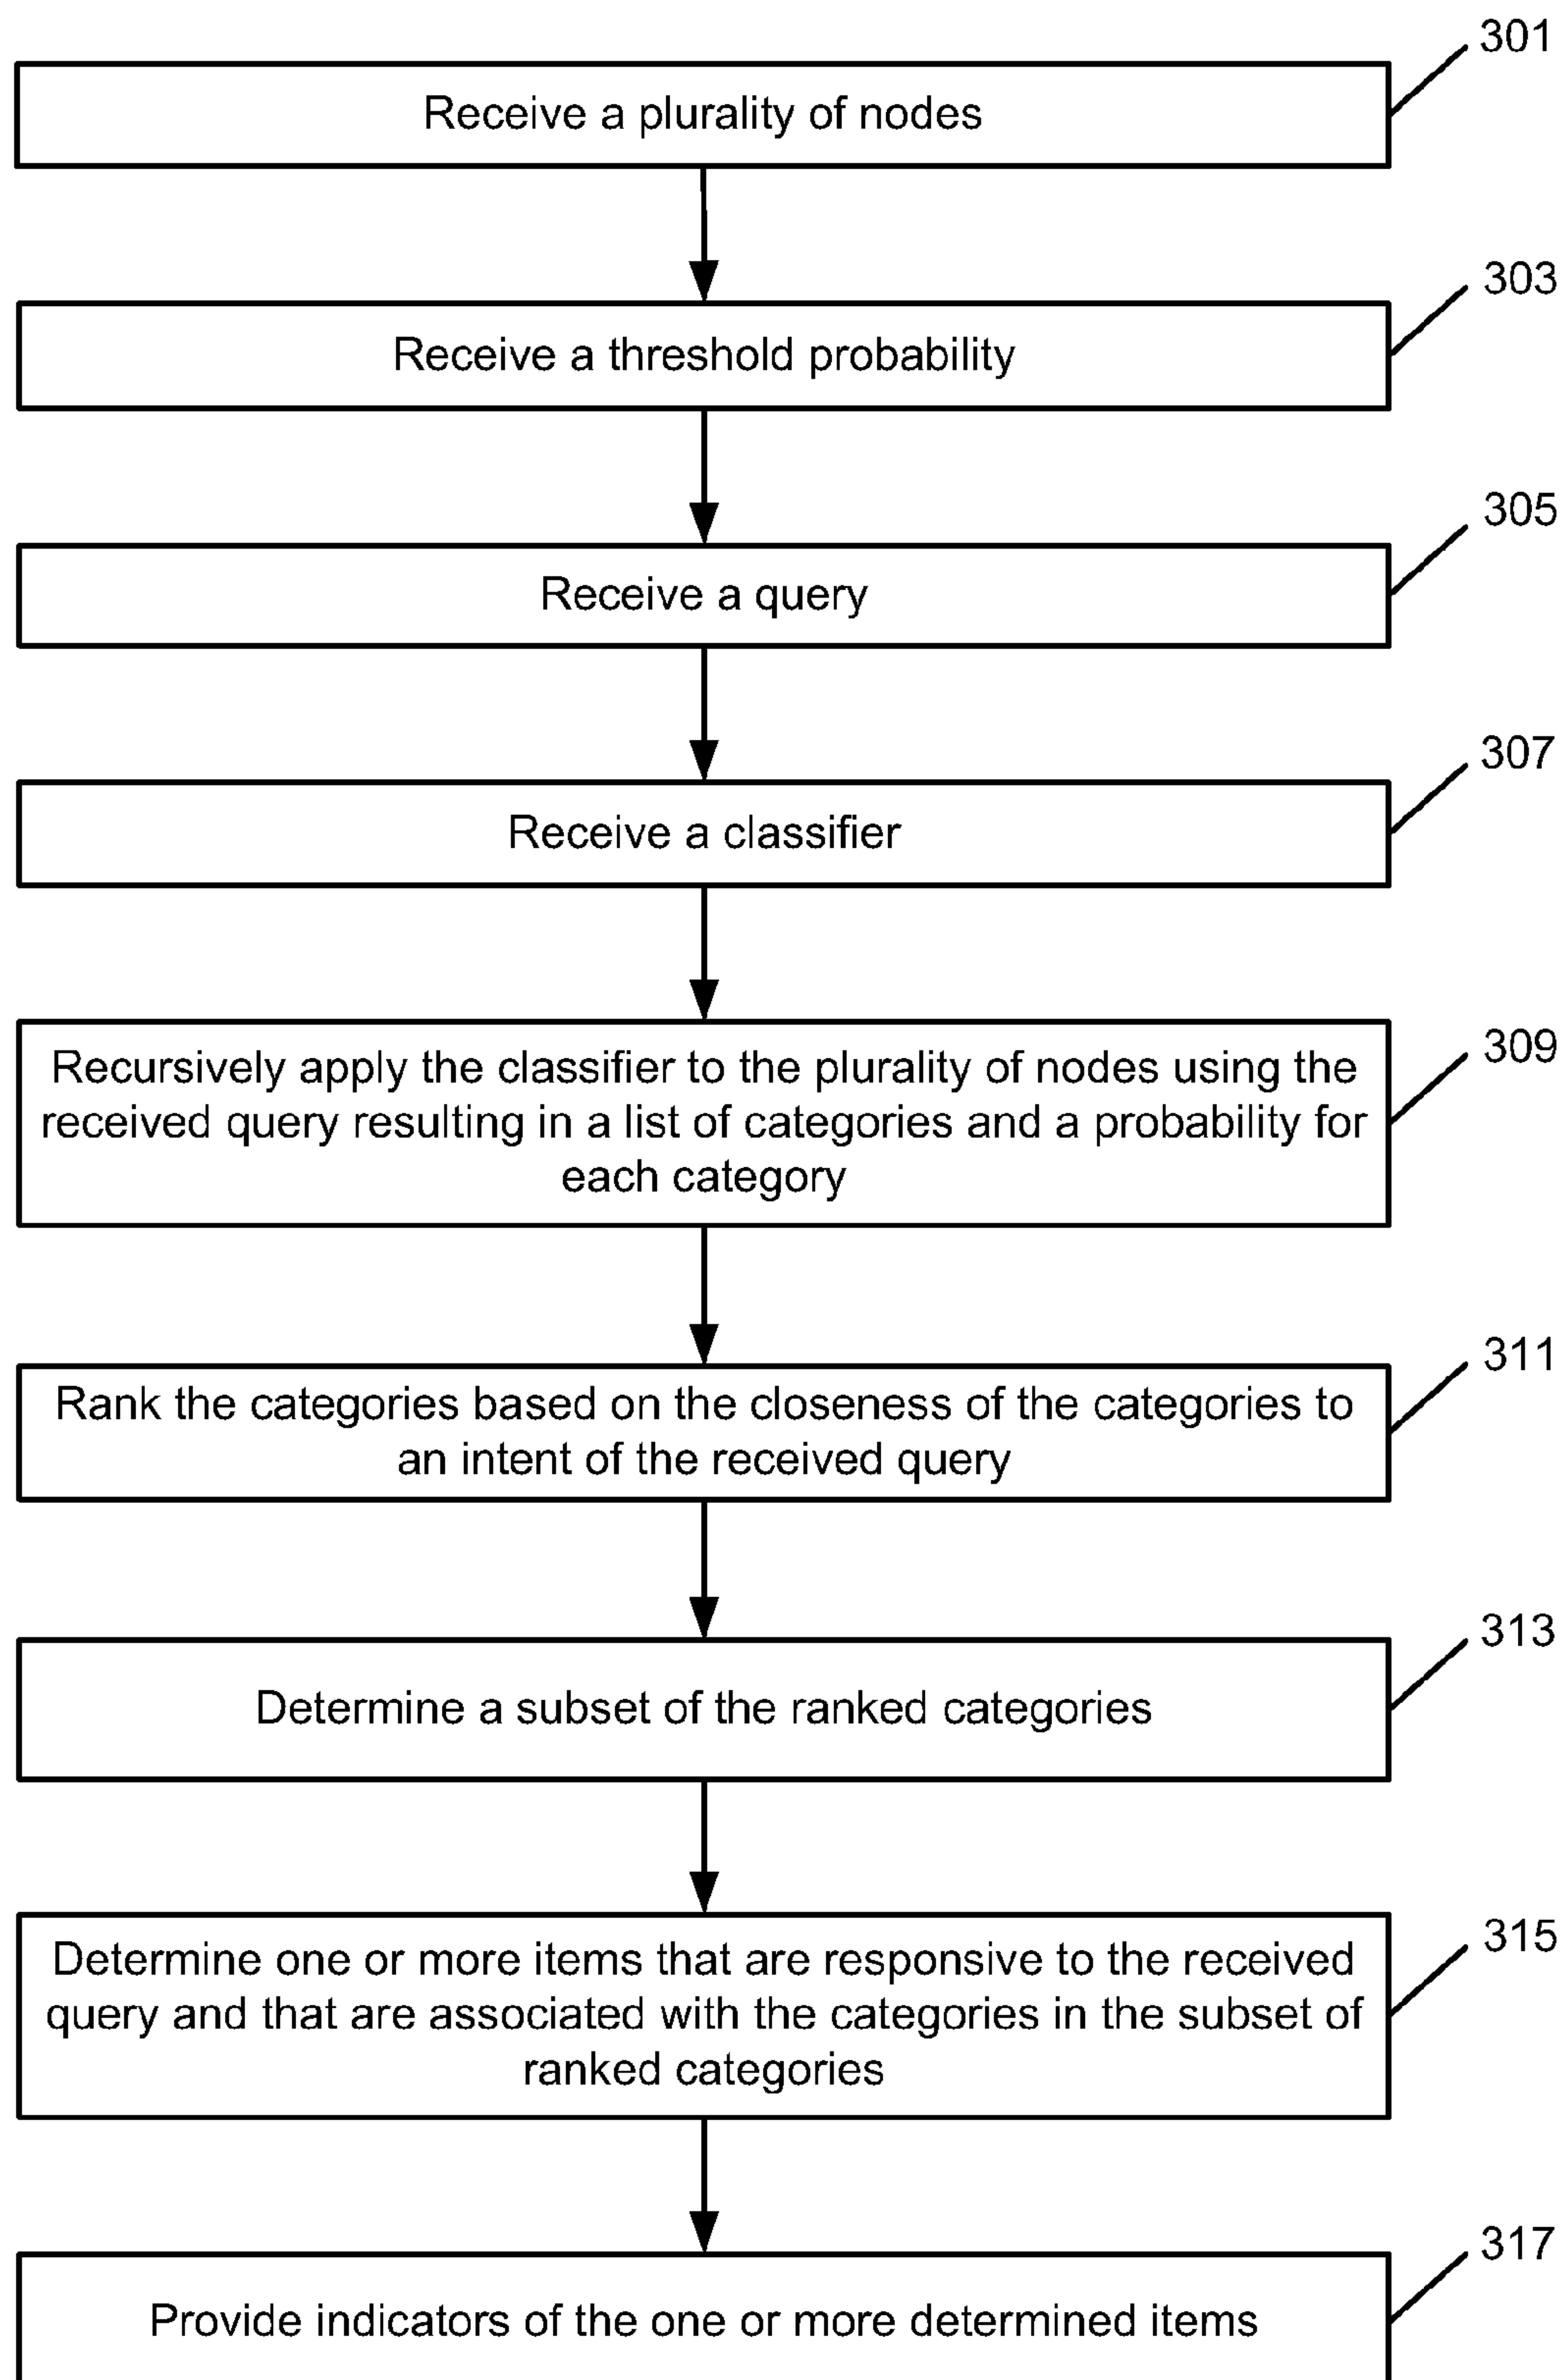 301
Receive a plurality of nodes
303
Receive a threshold probability
305
Receive a query
307
Receive a classifier
309
Recursively apply the classifier to the plurality of nodes using the
received query resulting in a list of categories and a probability for
each category
311
Rank the categories based on the closeness of the categories to
an intent of the received query
313
Determine a subset of the ranked categories
315
Determine one or more items that are responsive to the received
query and that are associated with the categories in the subset of
ranked categories
317
Provide indicators of the one or more determined items